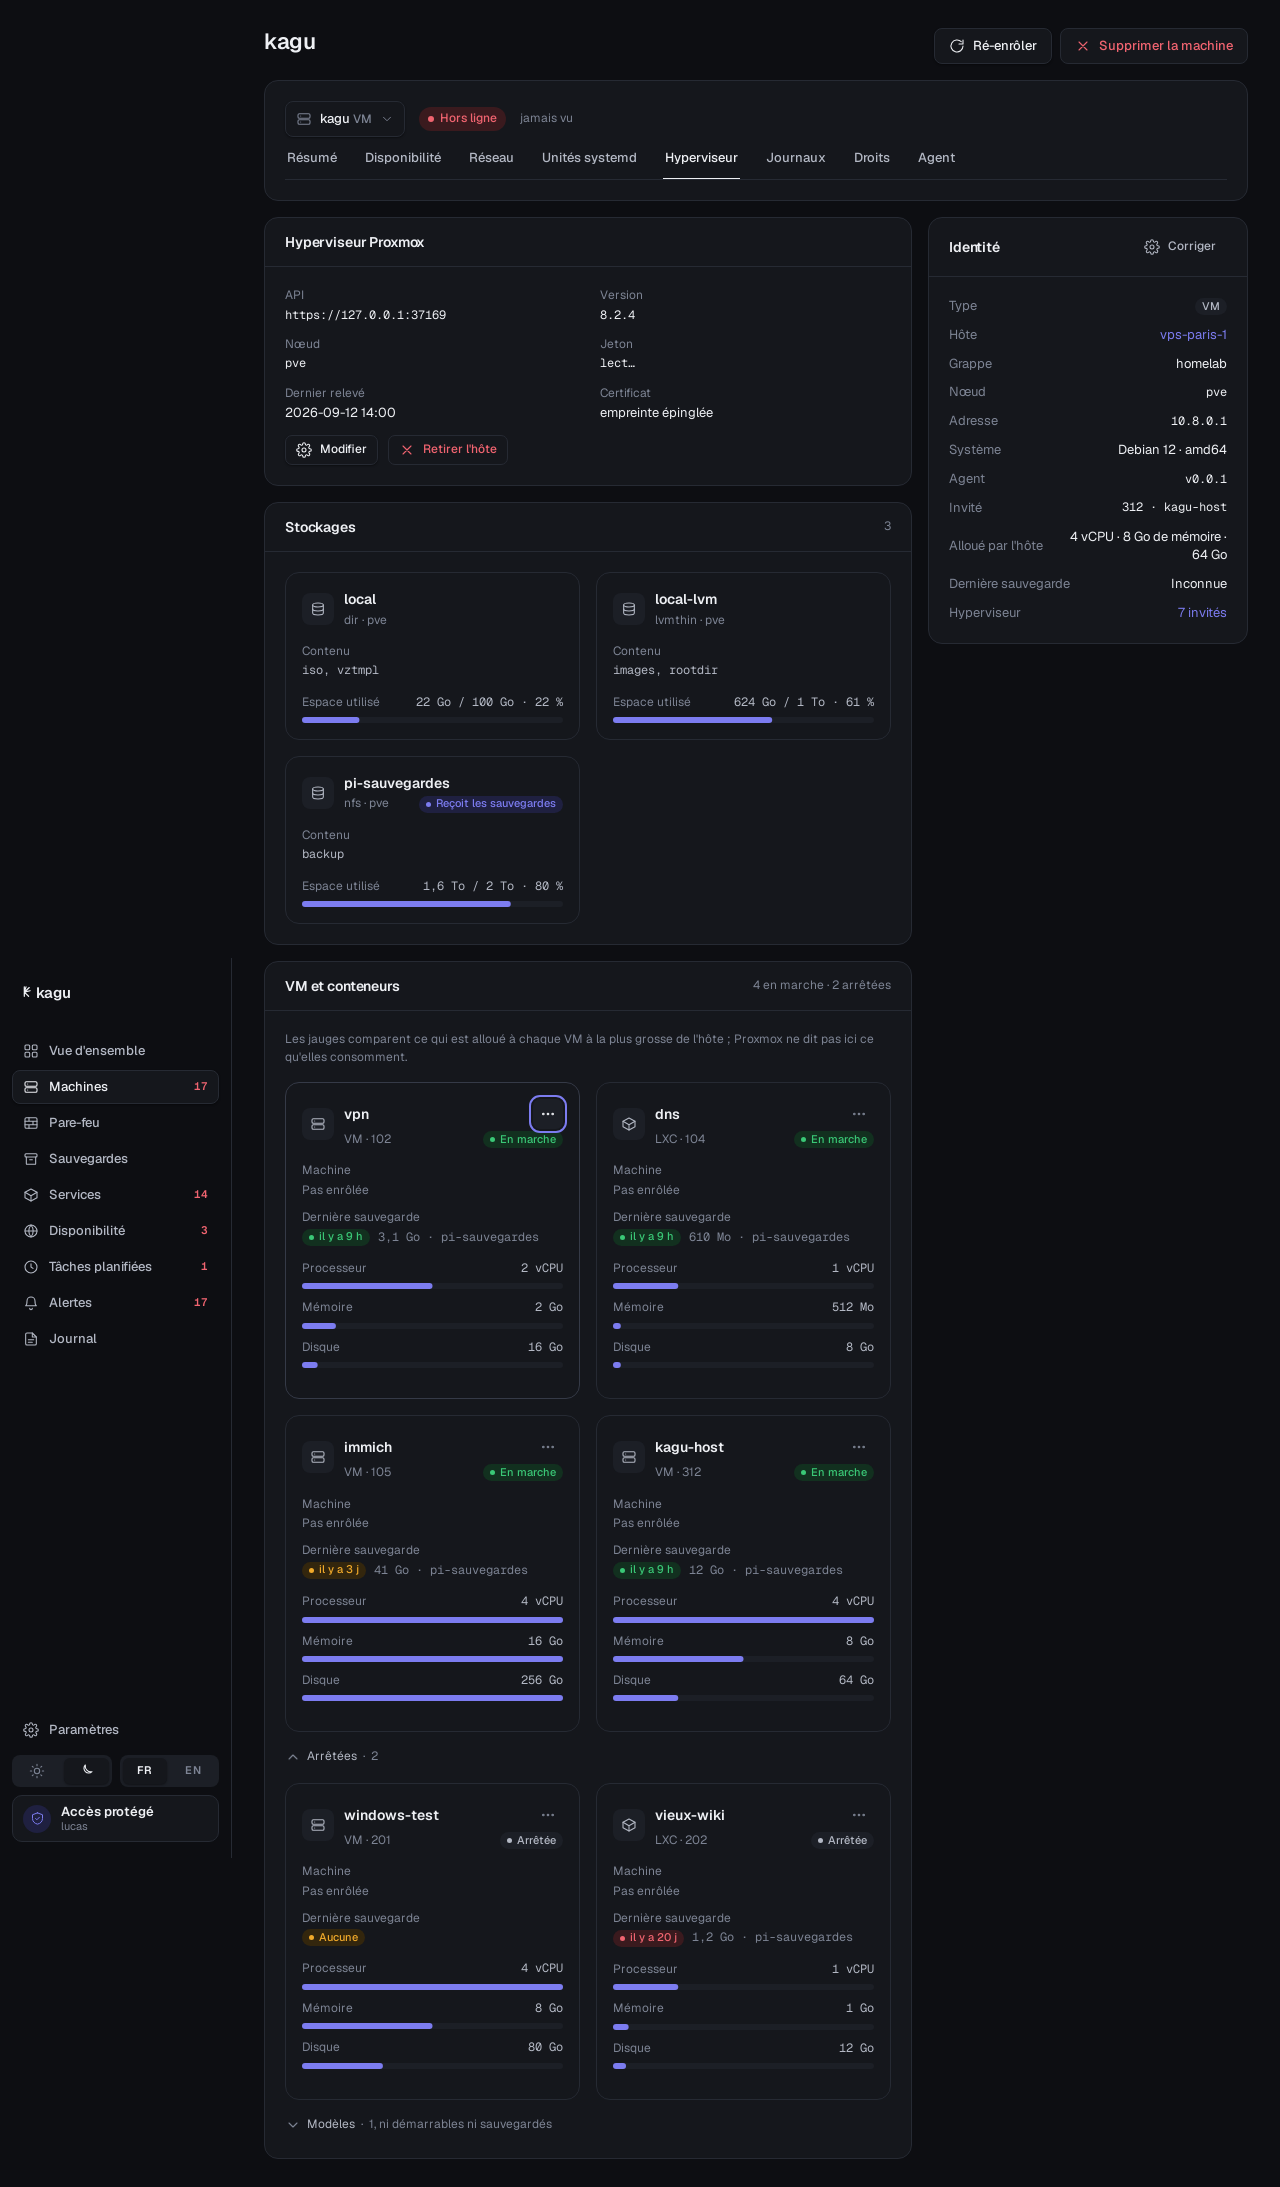 kagu
Ré-enrôler
Supprimer la machine
kagu VM
Hors ligne
jamais vu
Résumé
Disponibilité
Réseau
Unités systemd
Hyperviseur
Journaux
Droits
Agent
Hyperviseur Proxmox
API
https://127.0.0.1:37169
Version
8.2.4
Nœud
pve
Jeton
lect…
Dernier relevé
2026-09-12 14:00
Certificat
empreinte épinglée
Modifier
Retirer l'hôte
Identité
Corriger
Type
VM
Hôte
vps-paris-1
Grappe
homelab
Nœud
pve
Adresse
10.8.0.1
Système
Debian 12 · amd64
Agent
v0.0.1
Invité
312 · kagu-host
Alloué par l'hôte
4 vCPU · 8 Go de mémoire ·
64 Go
Dernière sauvegarde
Inconnue
Hyperviseur
7 invités
Stockages
3
local
dir · pve
Contenu
iso, vztmpl
Espace utilisé
22 Go / 100 Go · 22 %
local-lvm
lvmthin · pve
Contenu
images, rootdir
Espace utilisé
624 Go / 1 To · 61 %
pi-sauvegardes
nfs · pve
Reçoit les sauvegardes
Contenu
backup
Espace utilisé
1,6 To / 2 To · 80 %
kagu
Vue d'ensemble
Machines
17
Pare-feu
Sauvegardes
Services
14
Disponibilité
3
Tâches planifiées
1
Alertes
17
Journal
Paramètres
FR
EN
Accès protégé
lucas
VM et conteneurs
4 en marche · 2 arrêtées
Les jauges comparent ce qui est alloué à chaque VM à la plus grosse de l'hôte ; Proxmox ne dit pas ici ce
qu'elles consomment.
vpn
VM · 102
En marche
Machine
Pas enrôlée
Dernière sauvegarde
il y a 9 h
3,1 Go · pi-sauvegardes
Processeur
2 vCPU
Mémoire
2 Go
Disque
16 Go
dns
LXC · 104
En marche
Machine
Pas enrôlée
Dernière sauvegarde
il y a 9 h
610 Mo · pi-sauvegardes
Processeur
1 vCPU
Mémoire
512 Mo
Disque
8 Go
immich
VM · 105
En marche
Machine
Pas enrôlée
Dernière sauvegarde
il y a 3 j
41 Go · pi-sauvegardes
Processeur
4 vCPU
Mémoire
16 Go
Disque
256 Go
kagu-host
VM · 312
En marche
Machine
Pas enrôlée
Dernière sauvegarde
il y a 9 h
12 Go · pi-sauvegardes
Processeur
4 vCPU
Mémoire
8 Go
Disque
64 Go
Arrêtées · 2
windows-test
VM · 201
Arrêtée
Machine
Pas enrôlée
Dernière sauvegarde
Aucune
Processeur
4 vCPU
Mémoire
8 Go
Disque
80 Go
vieux-wiki
LXC · 202
Arrêtée
Machine
Pas enrôlée
Dernière sauvegarde
il y a 20 j
1,2 Go · pi-sauvegardes
Processeur
1 vCPU
Mémoire
1 Go
Disque
12 Go
Modèles · 1, ni démarrables ni sauvegardés